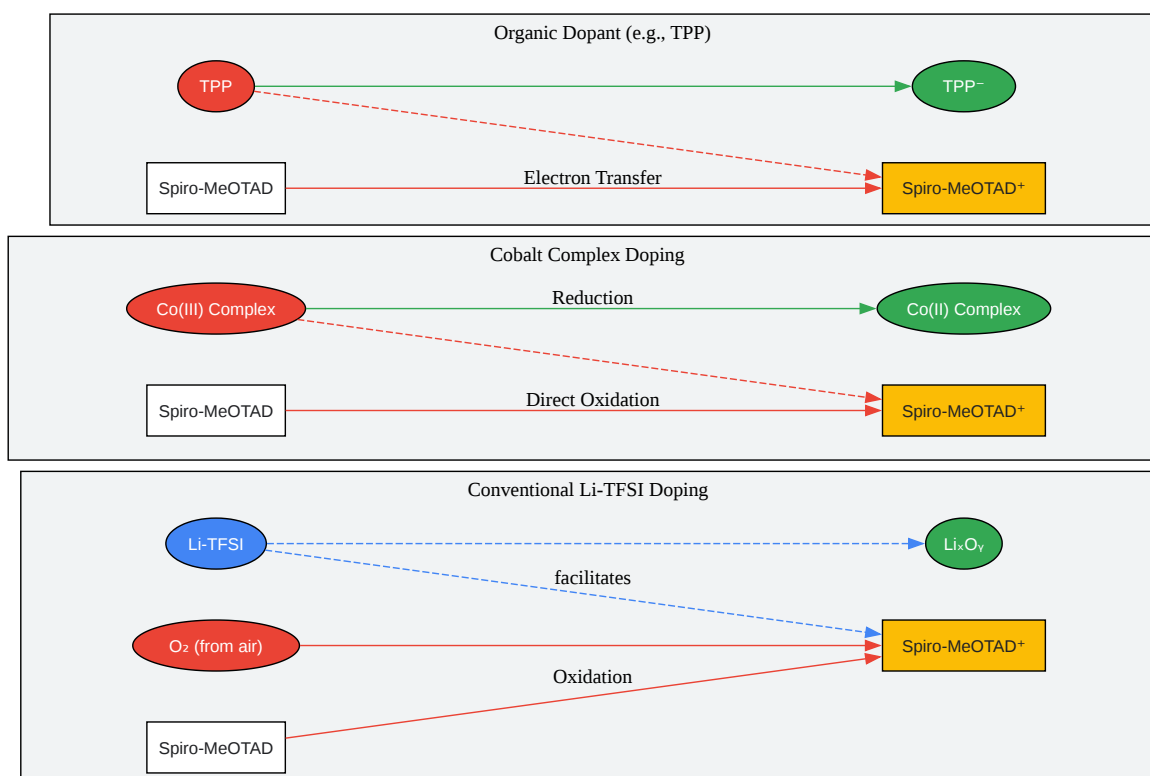 Organic Dopant (e.g., TPP)
TPP
TPP⁻
Spiro-MeOTAD
Electron Transfer
Spiro-MeOTAD⁺
Cobalt Complex Doping
Co(III) Complex
Reduction
Co(II) Complex
Spiro-MeOTAD
Direct Oxidation
Spiro-MeOTAD⁺
Conventional Li-TFSI Doping
Li-TFSI
LiₓOᵧ
facilitates
O₂ (from air)
Spiro-MeOTAD⁺
Oxidation
Spiro-MeOTAD